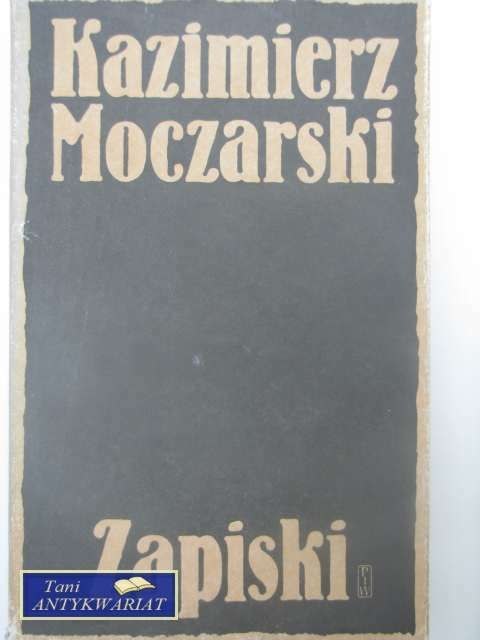 Kazimierz
Moczarski
Zapiski
PIW
Tani
ANTYKWARIAT